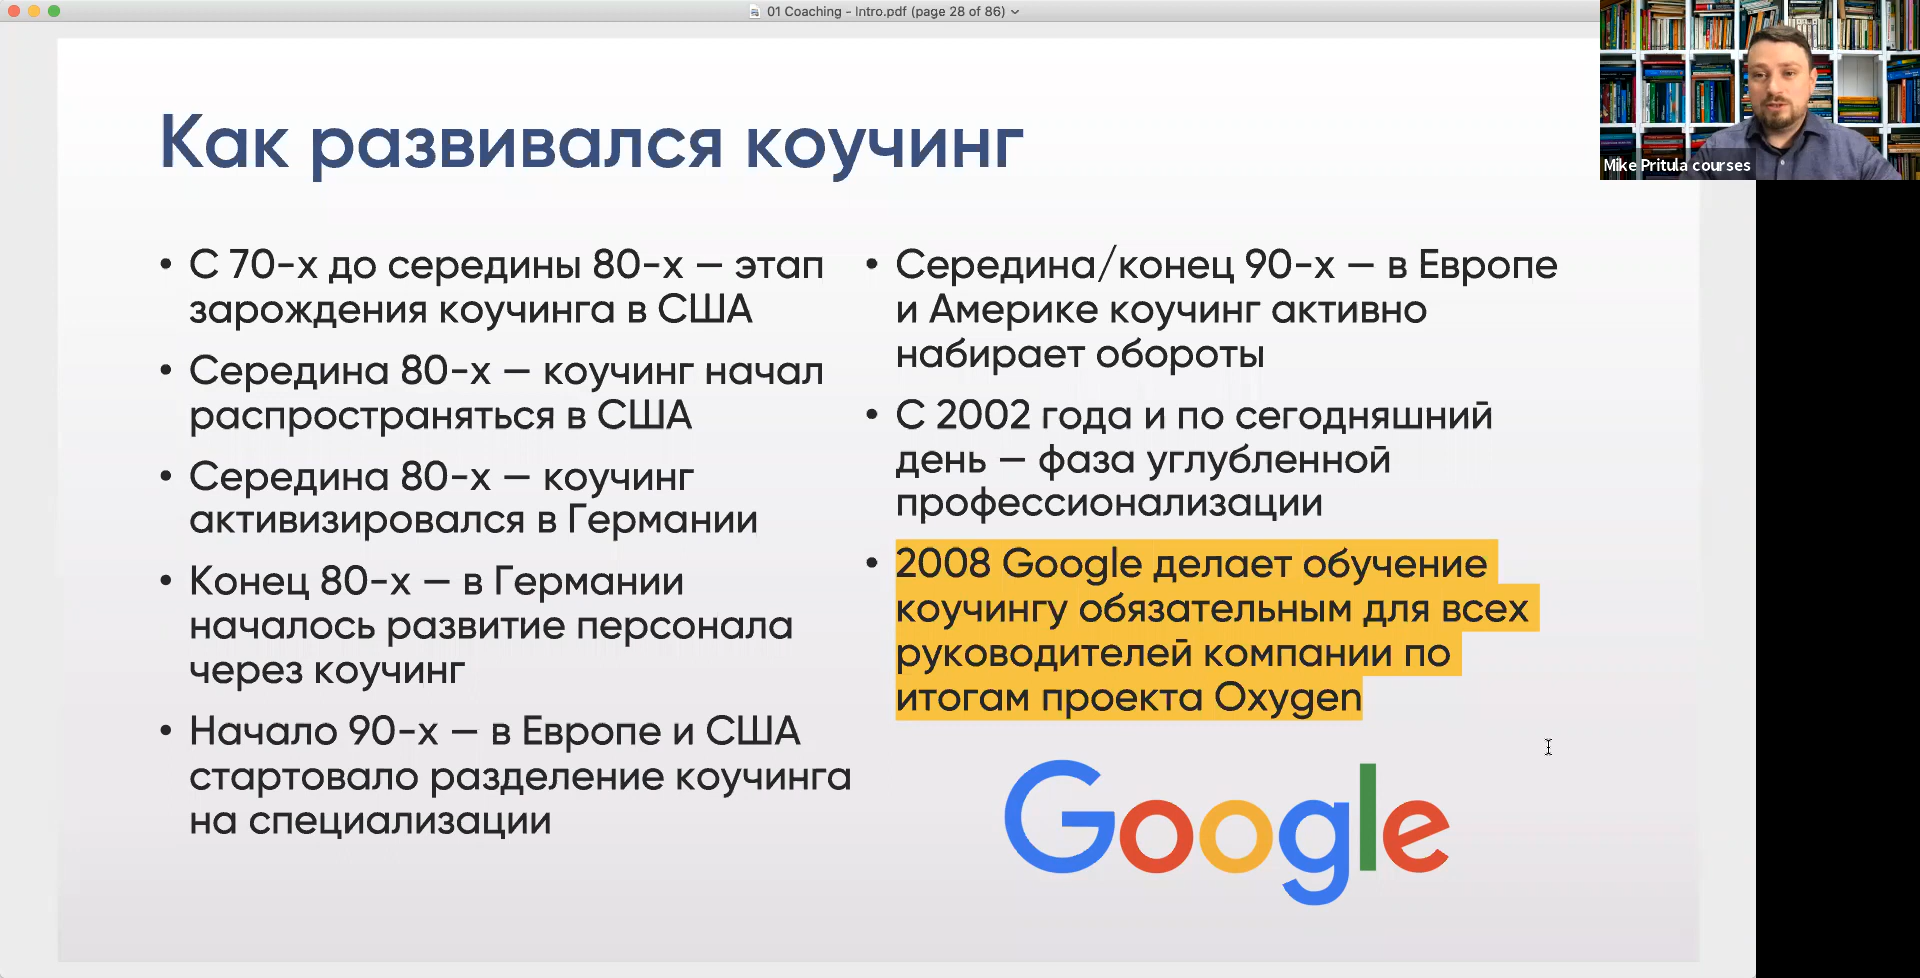 01 Coaching - Intro.pdf (page 28 of 86)
Mike Pritula courses
Как развивался коучинг
• С 70-х до середины 80-х — этап
зарождения коучинга в США
• Середина 80-х — коучинг начал
распространяться в США
• Середина 80-х — коучинг
активизировался в Германии
• Конец 80-х — в Германии
началось развитие персонала
через коучинг
• Начало 90-х — в Европе и США
стартовало разделение коучинга
на специализации
• Середина/конец 90-х — в Европе
и Америке коучинг активно
набирает обороты
• С 2002 года и по сегодняшний
день — фаза углубленной
профессионализации
• 2008 Google делает обучение
коучингу обязательным для всех
руководителей компании по
итогам проекта Oxygen
Google